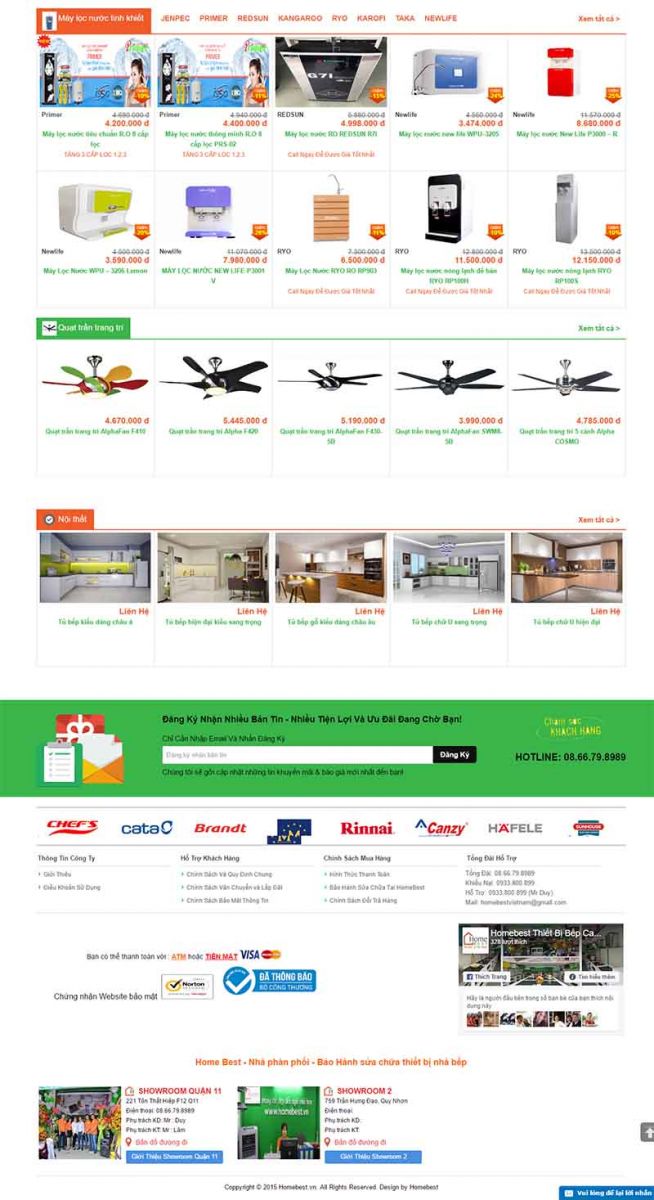 Máy lọc nước tinh khiết
JENPEC PRIMER REDSUN KANGAROO RYO KAROFI TAKA NEWLIFE
Xem tất cả >
Primer 4.690.000 đ
4.200.000 đ
Máy lọc nước tiêu chuẩn R.O 8 cấp lọc
TẶNG 3 CẤP LỌC 1.2.3
Primer 4.940.000 đ
4.400.000 đ
Máy lọc nước thông minh R.O 8 cấp lọc PRS-02
TẶNG 3 CẤP LỌC 1.2.3
REDSUN 5.880.000 đ
4.998.000 đ
Máy lọc nước RO REDSUN R7I
Call Ngay Để Được Giá Tốt Nhất
Newlife 4.560.000 đ
3.474.000 đ
Máy lọc nước new life WPU-3205
Newlife 11.570.000 đ
8.680.000 đ
Máy lọc nước New Life P3000 – R
Newlife 4.500.000 đ
3.590.000 đ
Máy Lọc Nước WPU – 3206 Lemon
Newlife 11.070.000 đ
7.980.000 đ
MÁY LỌC NƯỚC NEW LIFE P3001 V
RYO 7.300.000 đ
6.500.000 đ
Máy Lọc Nước RYO RO RP903
Call Ngay Để Được Giá Tốt Nhất
RYO 12.800.000 đ
11.500.000 đ
Máy lọc nước nóng lạnh để bàn RYO RP100H
Call Ngay Để Được Giá Tốt Nhất
RYO 13.500.000 đ
12.150.000 đ
Máy lọc nước nóng lạnh RYO RP100S
Call Ngay Để Được Giá Tốt Nhất
Quạt trần trang trí
Xem tất cả >
4.670.000 đ
Quạt trần trang trí AlphaFan F410
5.445.000 đ
Quạt trần trang trí Alpha F420
5.190.000 đ
Quạt trần trang trí AlphaFan F450-5B
3.990.000 đ
Quạt trần trang trí AlphaFan SWM8-5B
4.785.000 đ
Quạt trần trang trí 5 cánh Alpha COSMO
Nội thất
Xem tất cả >
Liên Hệ
Tủ bếp kiểu dáng châu á
Liên Hệ
Tủ bếp hiện đại kiểu sang trọng
Liên Hệ
Tủ bếp gỗ kiểu dáng châu âu
Liên Hệ
Tủ bếp chữ U sang trọng
Liên Hệ
Tủ bếp chữ U hiện đại
Đăng Ký Nhận Nhiều Bản Tin - Nhiều Tiện Lợi Và Ưu Đãi Đang Chờ Bạn!
Chỉ Cần Nhập Email Và Nhấn Đăng Ký
Đăng ký nhận bản tin
Đăng Ký
Chúng tôi sẽ gởi cập nhật những tin khuyến mãi & báo giá mới nhất đến bạn!
Chăm sóc
KHÁCH HÀNG
HOTLINE: 08.66.79.8989
CHEF'S cata Brandt Rinnai Canzy HÄFELE SUNHOUSE
Thông Tin Công Ty
Giới Thiệu
Điều Khoản Sử Dụng
Hỗ Trợ Khách Hàng
Chính Sách Và Quy Định Chung
Chính Sách Vận Chuyển và Lắp Đặt
Chính Sách Bảo Mật Thông Tin
Chính Sách Mua Hàng
Hình Thức Thanh Toán
Bảo Hành Sửa Chữa Tại HomeBest
Chính Sách Đổi Trả Hàng
Tổng Đài Hỗ Trợ
Tổng Đài: 08.66.79.8989
Khiếu Nại: 0933.800.899
Hỗ Trợ: 0933.800.899 (Mr Duy)
Mail: homebestvietnam@gmail.com
Bạn có thể thanh toán với : ATM hoặc TIỀN MẶT VISA
Chứng nhận Website bảo mật
Norton
ĐÃ THÔNG BÁO
BỘ CÔNG THƯƠNG
Home
Homebest Thiết Bị Bếp Ca...
328 lượt thích
Thích Trang
Tìm hiểu thêm
Hãy là người đầu tiên trong số bạn bè của bạn thích nội dung này
Home Best - Nhà phân phối - Bảo Hành sửa chữa thiết bị nhà bếp
SHOWROOM QUẬN 11
221 Tôn Thất Hiệp F12 Q11
Điện thoại: 08.66.79.8989
Phụ trách KD: Mr : Duy
Phụ trách KT: Mr : Lâm
Bản đồ đường đi
Giới Thiệu Showroom Quận 11
www.homebest.vn
SHOWROOM 2
759 Trần Hưng Đạo, Quy Nhơn
Điện thoại:
Phụ trách KD:
Phụ trách KT:
Bản đồ đường đi
Giới Thiệu Showroom 2
Coppyright © 2015 Homebest.vn. All Rights Reserved. Design by Homebest
Vui lòng để lại lời nhắn